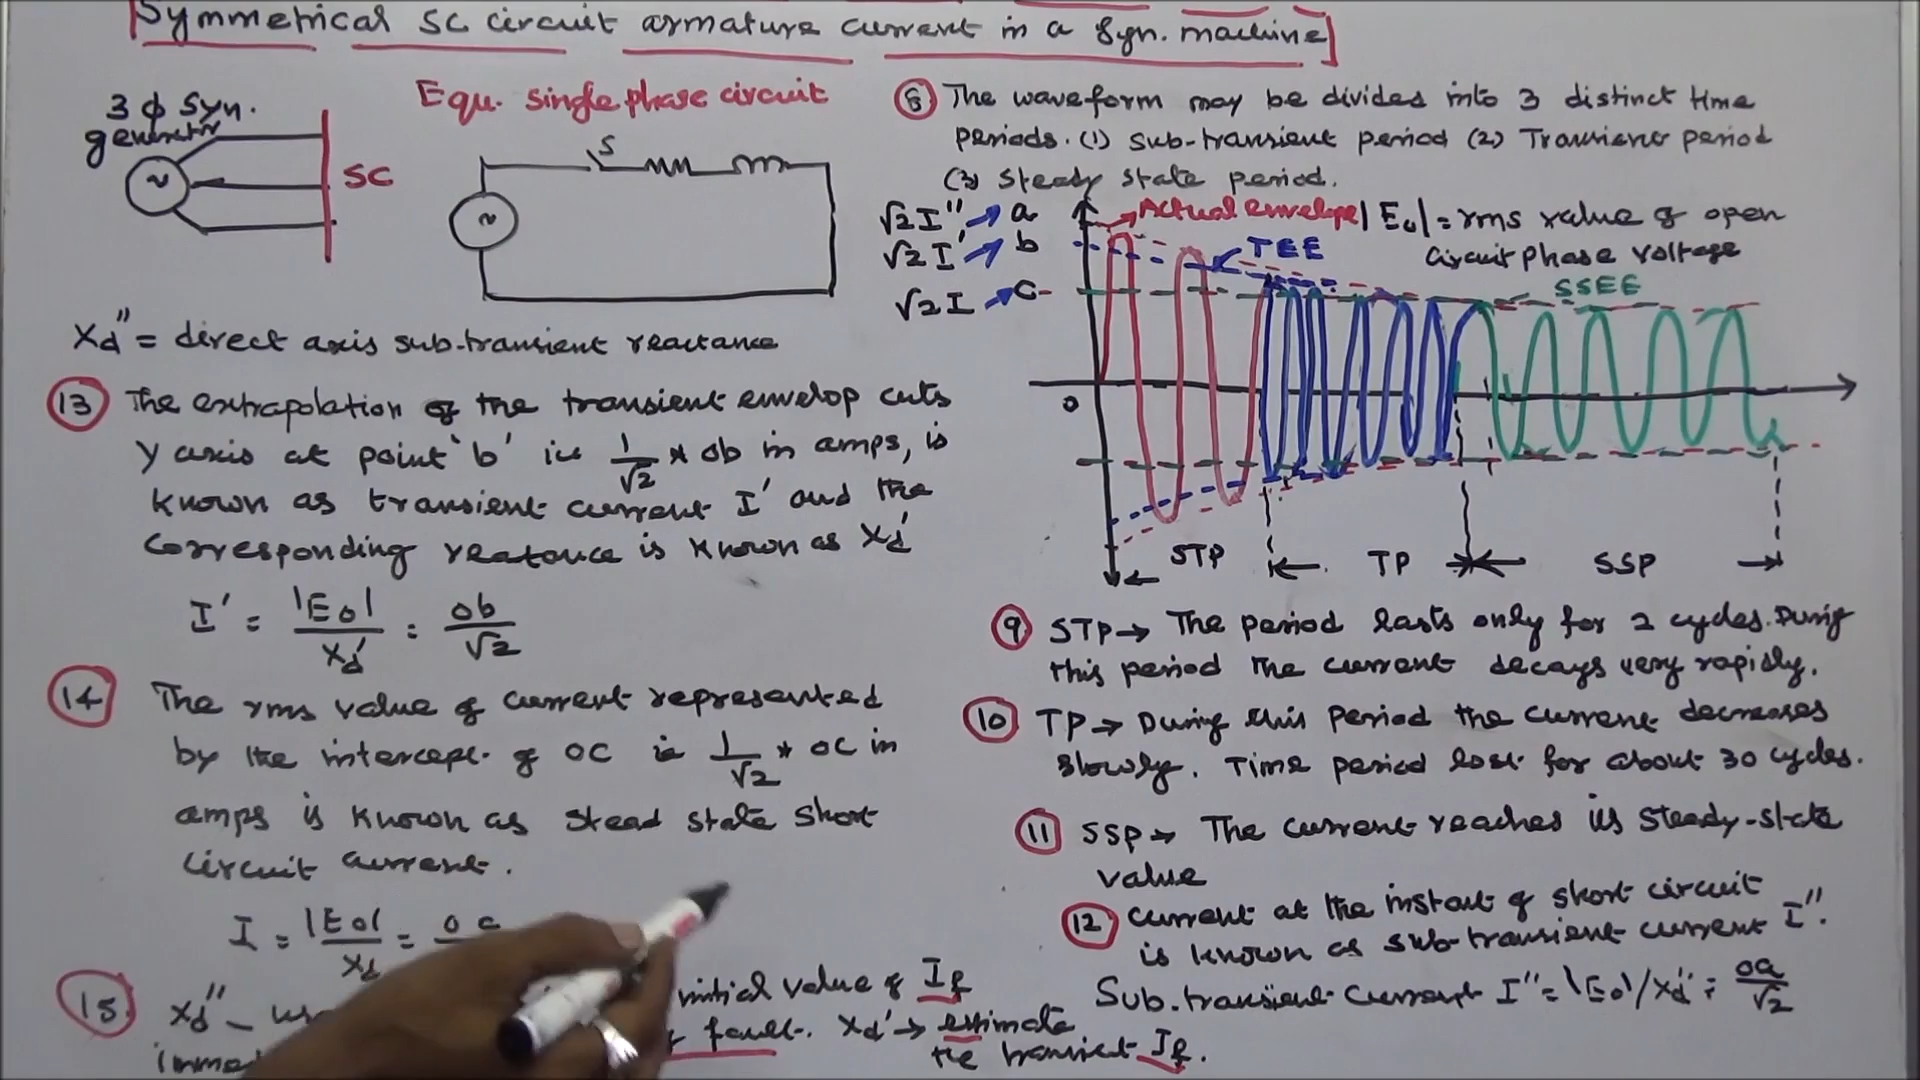 Symmetrical SC circuit armature current in a Syn. machine
3 ϕ Syn.
generator
SC
Equ. single phase circuit
S
~
~
Xd'' = direct axis sub-transient reactance
13 The extrapolation of the transient envelop cuts
Y axis at point 'b' ie 1/√2 * ob in amps, is
known as transient current I' and the
corresponding reatance is known as Xd'
I' = |E0|/Xd' = ob/√2
14 The rms value of current represented
by the intercept of OC is 1/√2 * OC in
amps is known as stead state short
circuit current.
I = |E0|/Xd = o c
15 Xd'' - initial value of If
fault. Xd' → estimate
the transient If.
8 The waveform may be divided into 3 distinct time
periods. (1) Sub-transient period (2) Transient period
(3) Steady state period.
√2 I'' → a
√2 I' → b
√2 I → c
Actual envelope
|E0| = rms value of open
circuit phase voltage
TEE
SSEE
0
STP
TP
SSP
9 STP → The period lasts only for 2 cycles. During
this period the current decays very rapidly.
10 TP → During this period the current decreases
slowly. Time period last for about 30 cycles.
11 SSP → The current reaches its steady-state
value
12 current at the instant of short circuit
is known as sub-transient current I''.
Sub-transient current I'' = |E0|/Xd'' = oa/√2